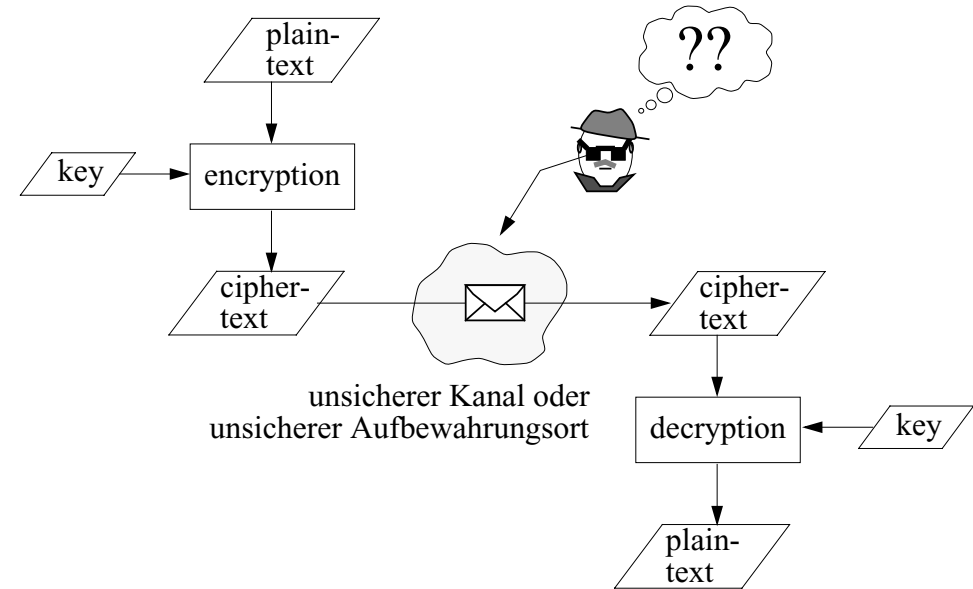 plain-
text
??
key
encryption
cipher-
text
cipher-
text
unsicherer Kanal oder
unsicherer Aufbewahrungsort
decryption
key
plain-
text